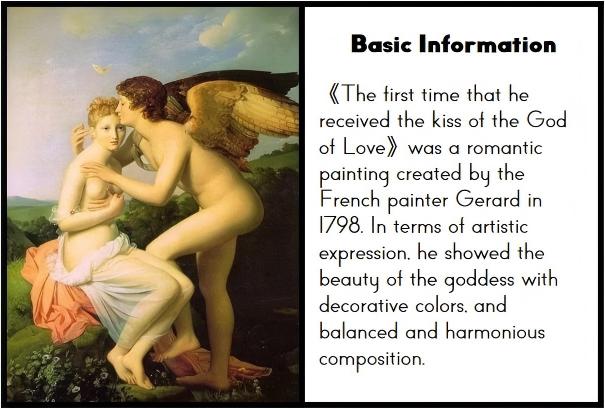 Basic Information
《The first time that he
received the kiss of the God
of Love》 was a romantic
painting created by the
French painter Gerard in
1798. In terms of artistic
expression, he showed the
beauty of the goddess with
decorative colors, and
balanced and harmonious
composition.